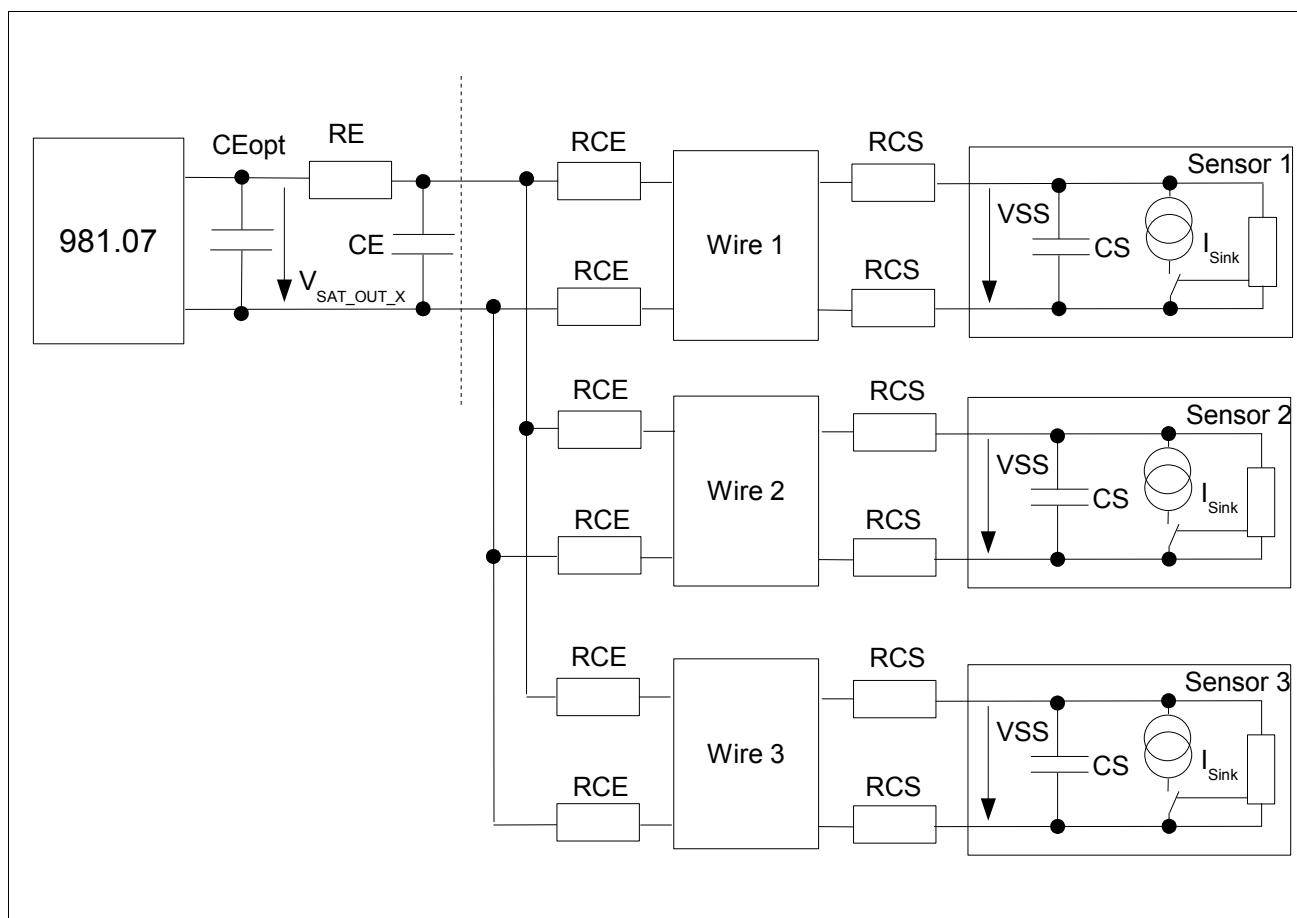 CEopt
RE
981.07
CE
V SAT_OUT_X
RCE
RCS
Sensor 1
Wire 1
VSS
CS
I Sink
RCE
RCS
RCE
RCS
Sensor 2
Wire 2
VSS
CS
I Sink
RCE
RCS
RCE
RCS
Sensor 3
Wire 3
VSS
CS
I Sink
RCE
RCS